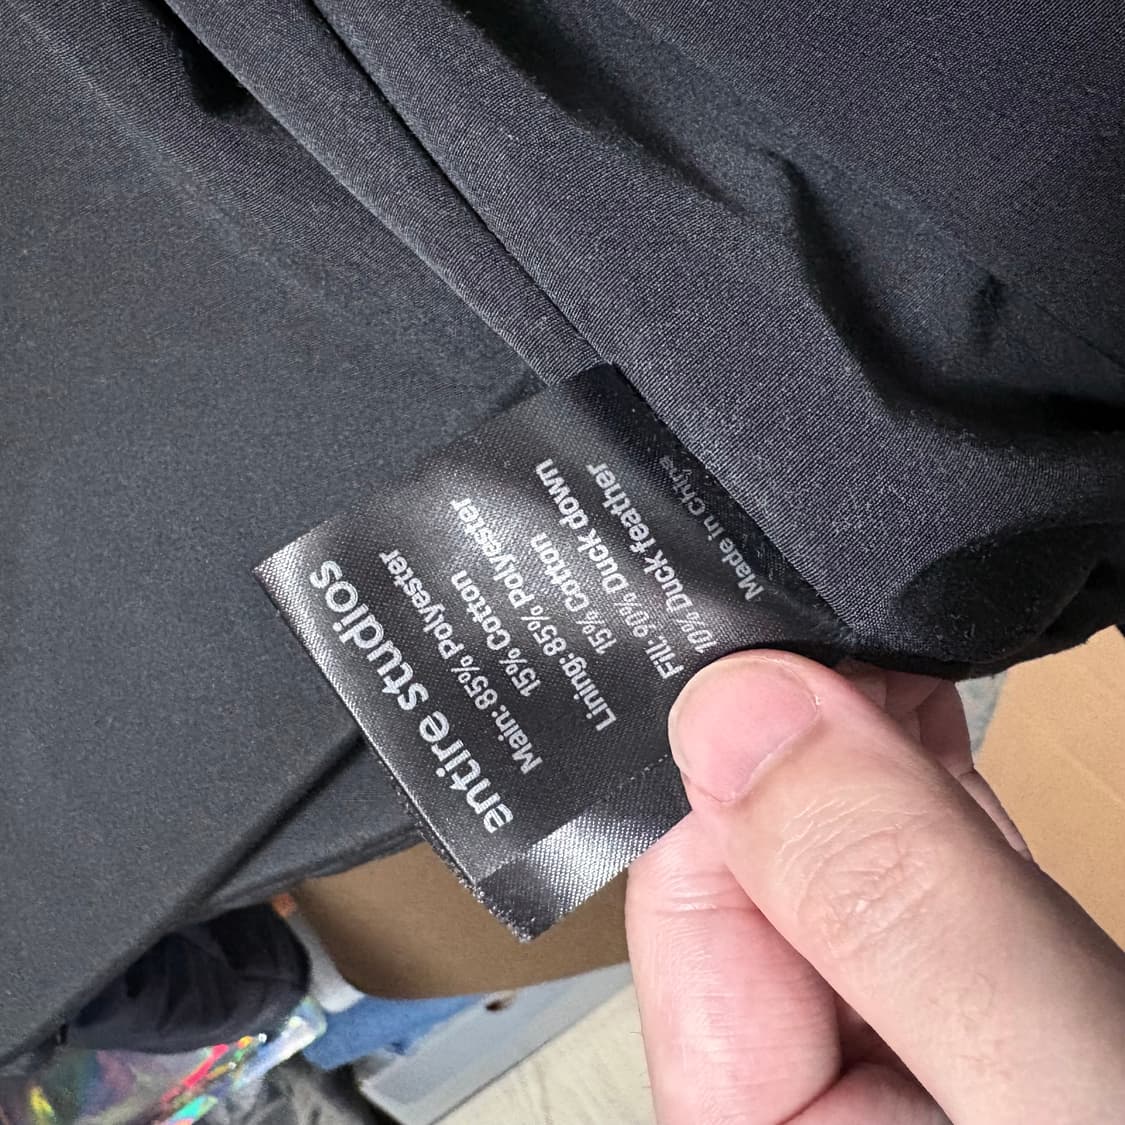 entire studios
Main: 85% Polyester
15% Cotton
Lining: 85% Polyester
15% Cotton
Fill: 90% Duck down
10% Duck feather
Made in China